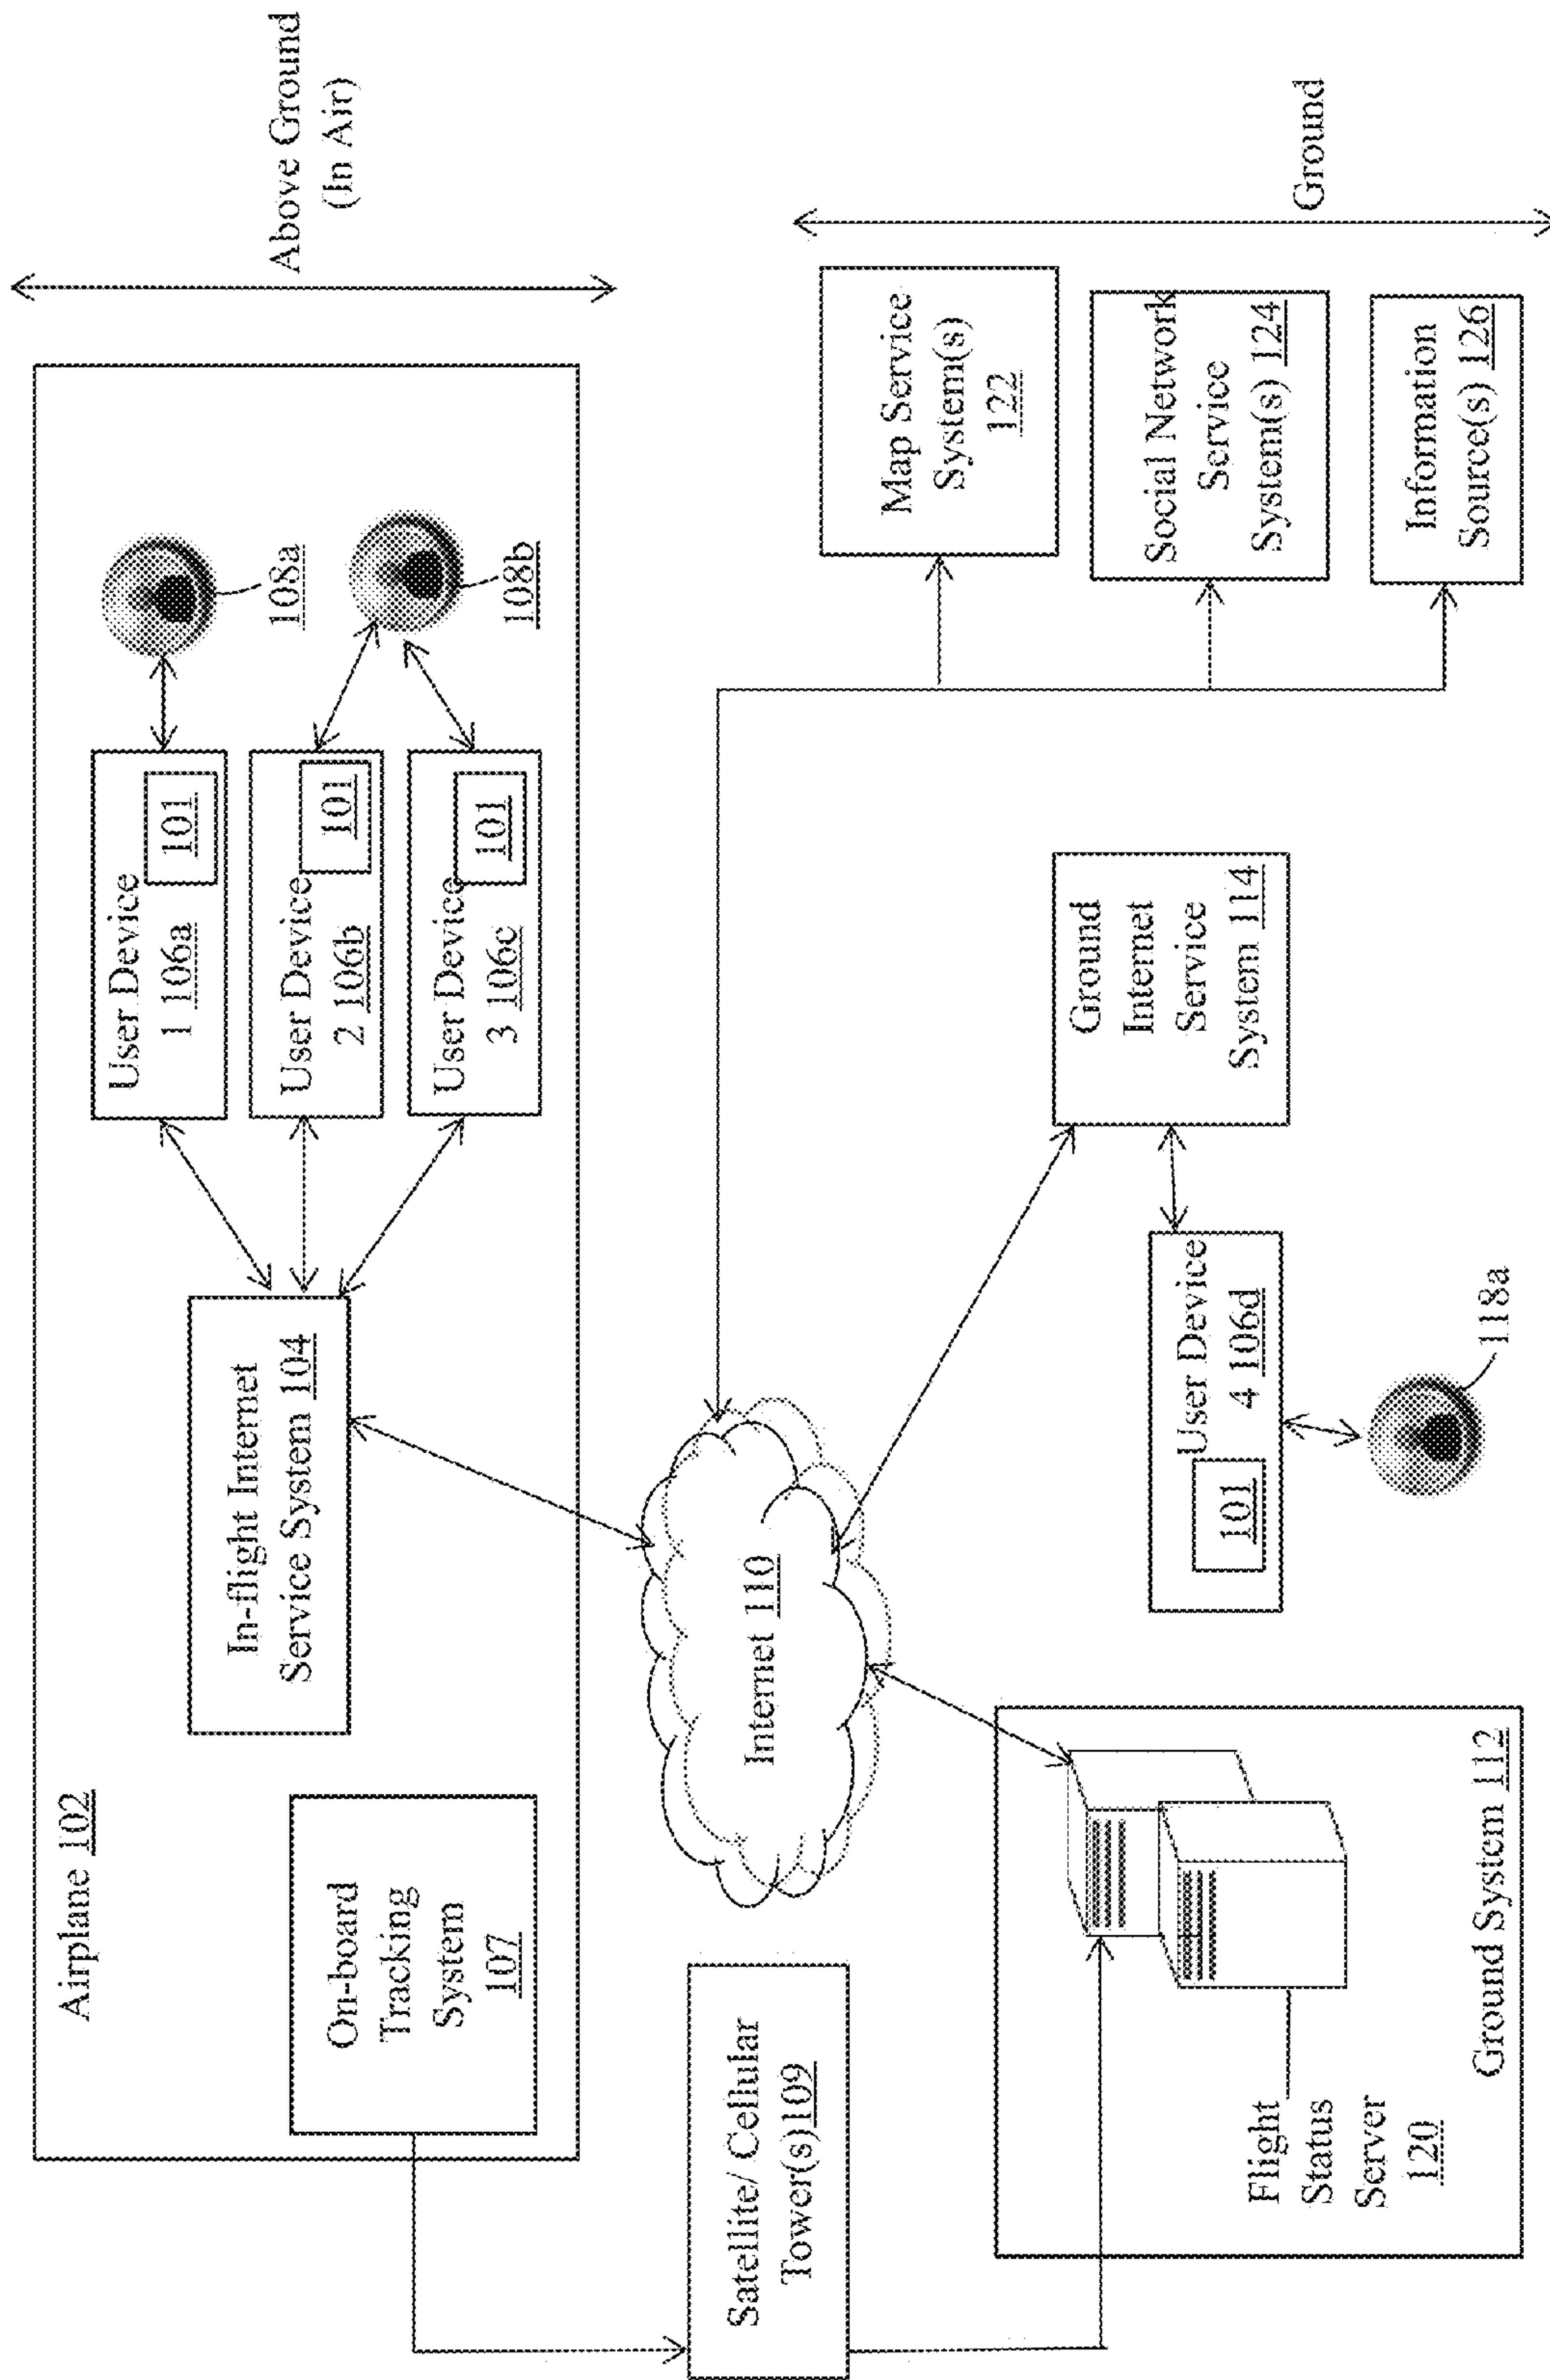 Airplane 102
On-board
Tracking
System
107
In-flight Internet
Service System 104
User Device
1 106a
101
User Device
2 106b
101
User Device
3 106c
101
108a
108b
Above Ground
(In Air)
Satellite/ Cellular
Tower(s)109
Internet 110
Map Service
System(s)
122
Social Network
Service
System(s) 124
Information
Source(s) 126
Ground
Ground
Internet
Service
System 114
User Device
4 106d
101
118a
Flight
Status
Server
120
Ground System 112